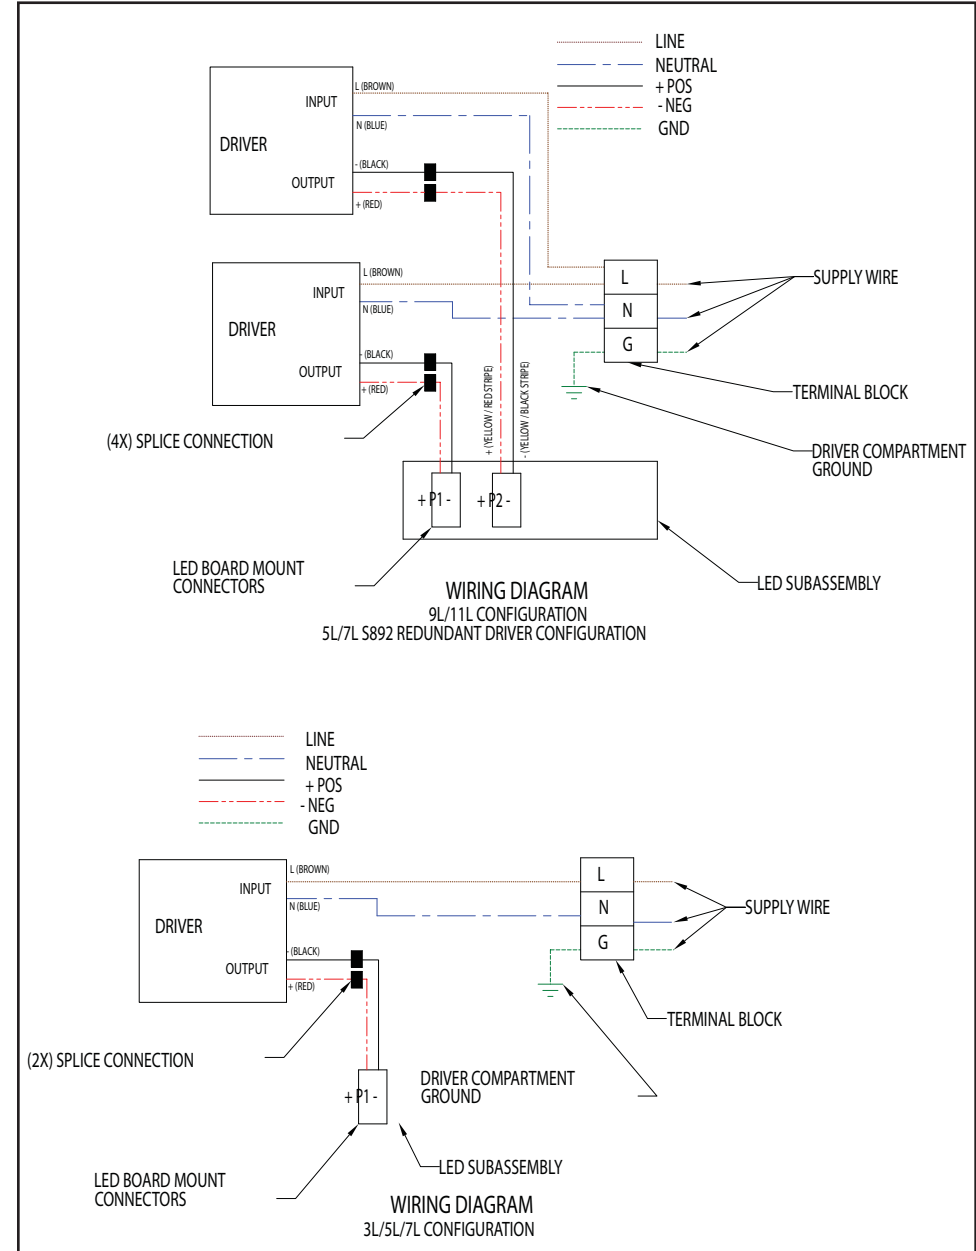 LINE
NEUTRAL
+ POS
- NEG
GND
L (BROWN)
INPUT
N (BLUE)
DRIVER
- (BLACK)
OUTPUT
+ (RED)
L (BROWN)
INPUT
N (BLUE)
DRIVER
- (BLACK)
OUTPUT
+ (RED)
L
N
G
SUPPLY WIRE
TERMINAL BLOCK
(4X) SPLICE CONNECTION
+ (YELLOW / RED STRIPE)
- (YELLOW / BLACK STRIPE)
DRIVER COMPARTMENT
GROUND
+ P1 -
+ P2 -
LED BOARD MOUNT
CONNECTORS
LED SUBASSEMBLY
WIRING DIAGRAM
9L/11L CONFIGURATION
5L/7L S892 REDUNDANT DRIVER CONFIGURATION
LINE
NEUTRAL
+ POS
- NEG
GND
L (BROWN)
INPUT
N (BLUE)
DRIVER
- (BLACK)
OUTPUT
+ (RED)
L
N
G
SUPPLY WIRE
TERMINAL BLOCK
(2X) SPLICE CONNECTION
DRIVER COMPARTMENT
GROUND
+ P1 -
LED BOARD MOUNT
CONNECTORS
LED SUBASSEMBLY
WIRING DIAGRAM
3L/5L/7L CONFIGURATION